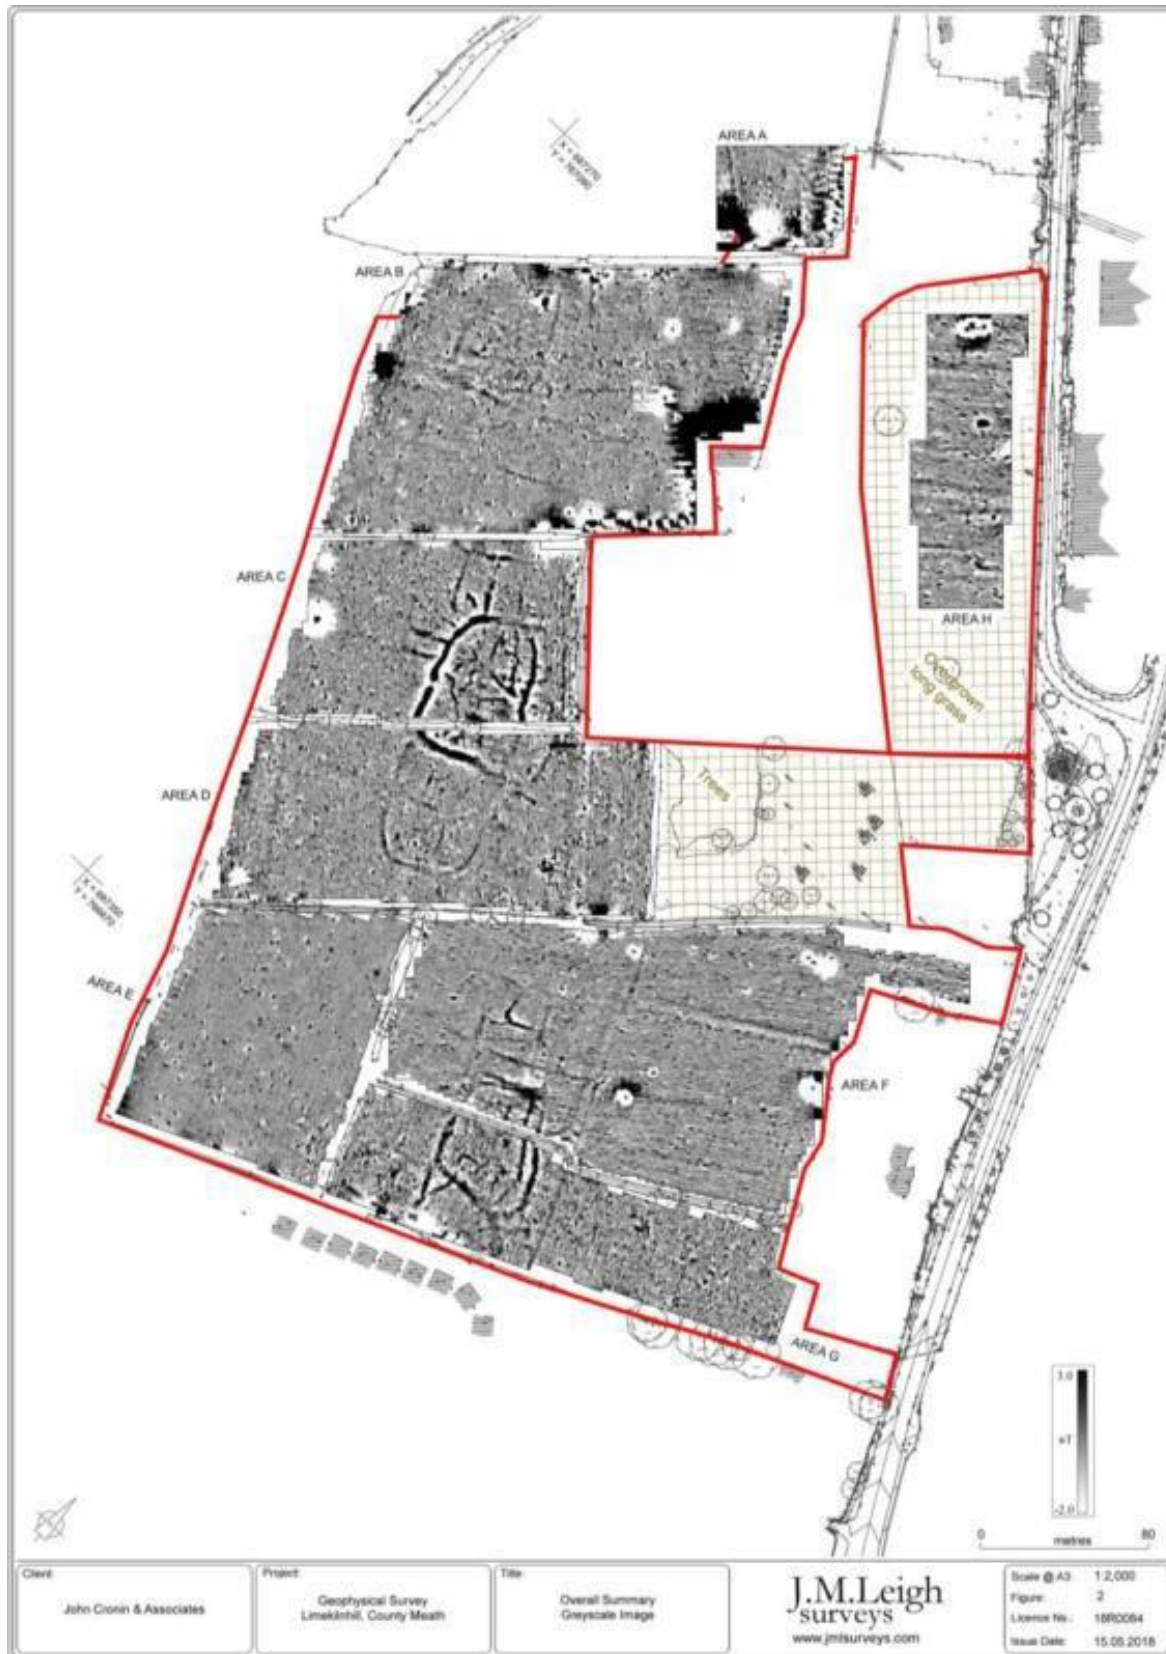 AREA A
AREA B
AREA C
AREA H
Overgrown
long grass
AREA D
Trees
AREA E
AREA F
AREA G
3.0
nT
-2.0
0
80
metres
Client:
John Cronin & Associates
Project:
Geophysical Survey
Limekilnhill, County Meath
Title:
Overall Summary
Greyscale Image
J.M.Leigh
surveys
www.jmlsurveys.com
Scale @ A3: 1:2,000
Figure: 2
Licence No.: 18R0084
Issue Date: 15.05.2018